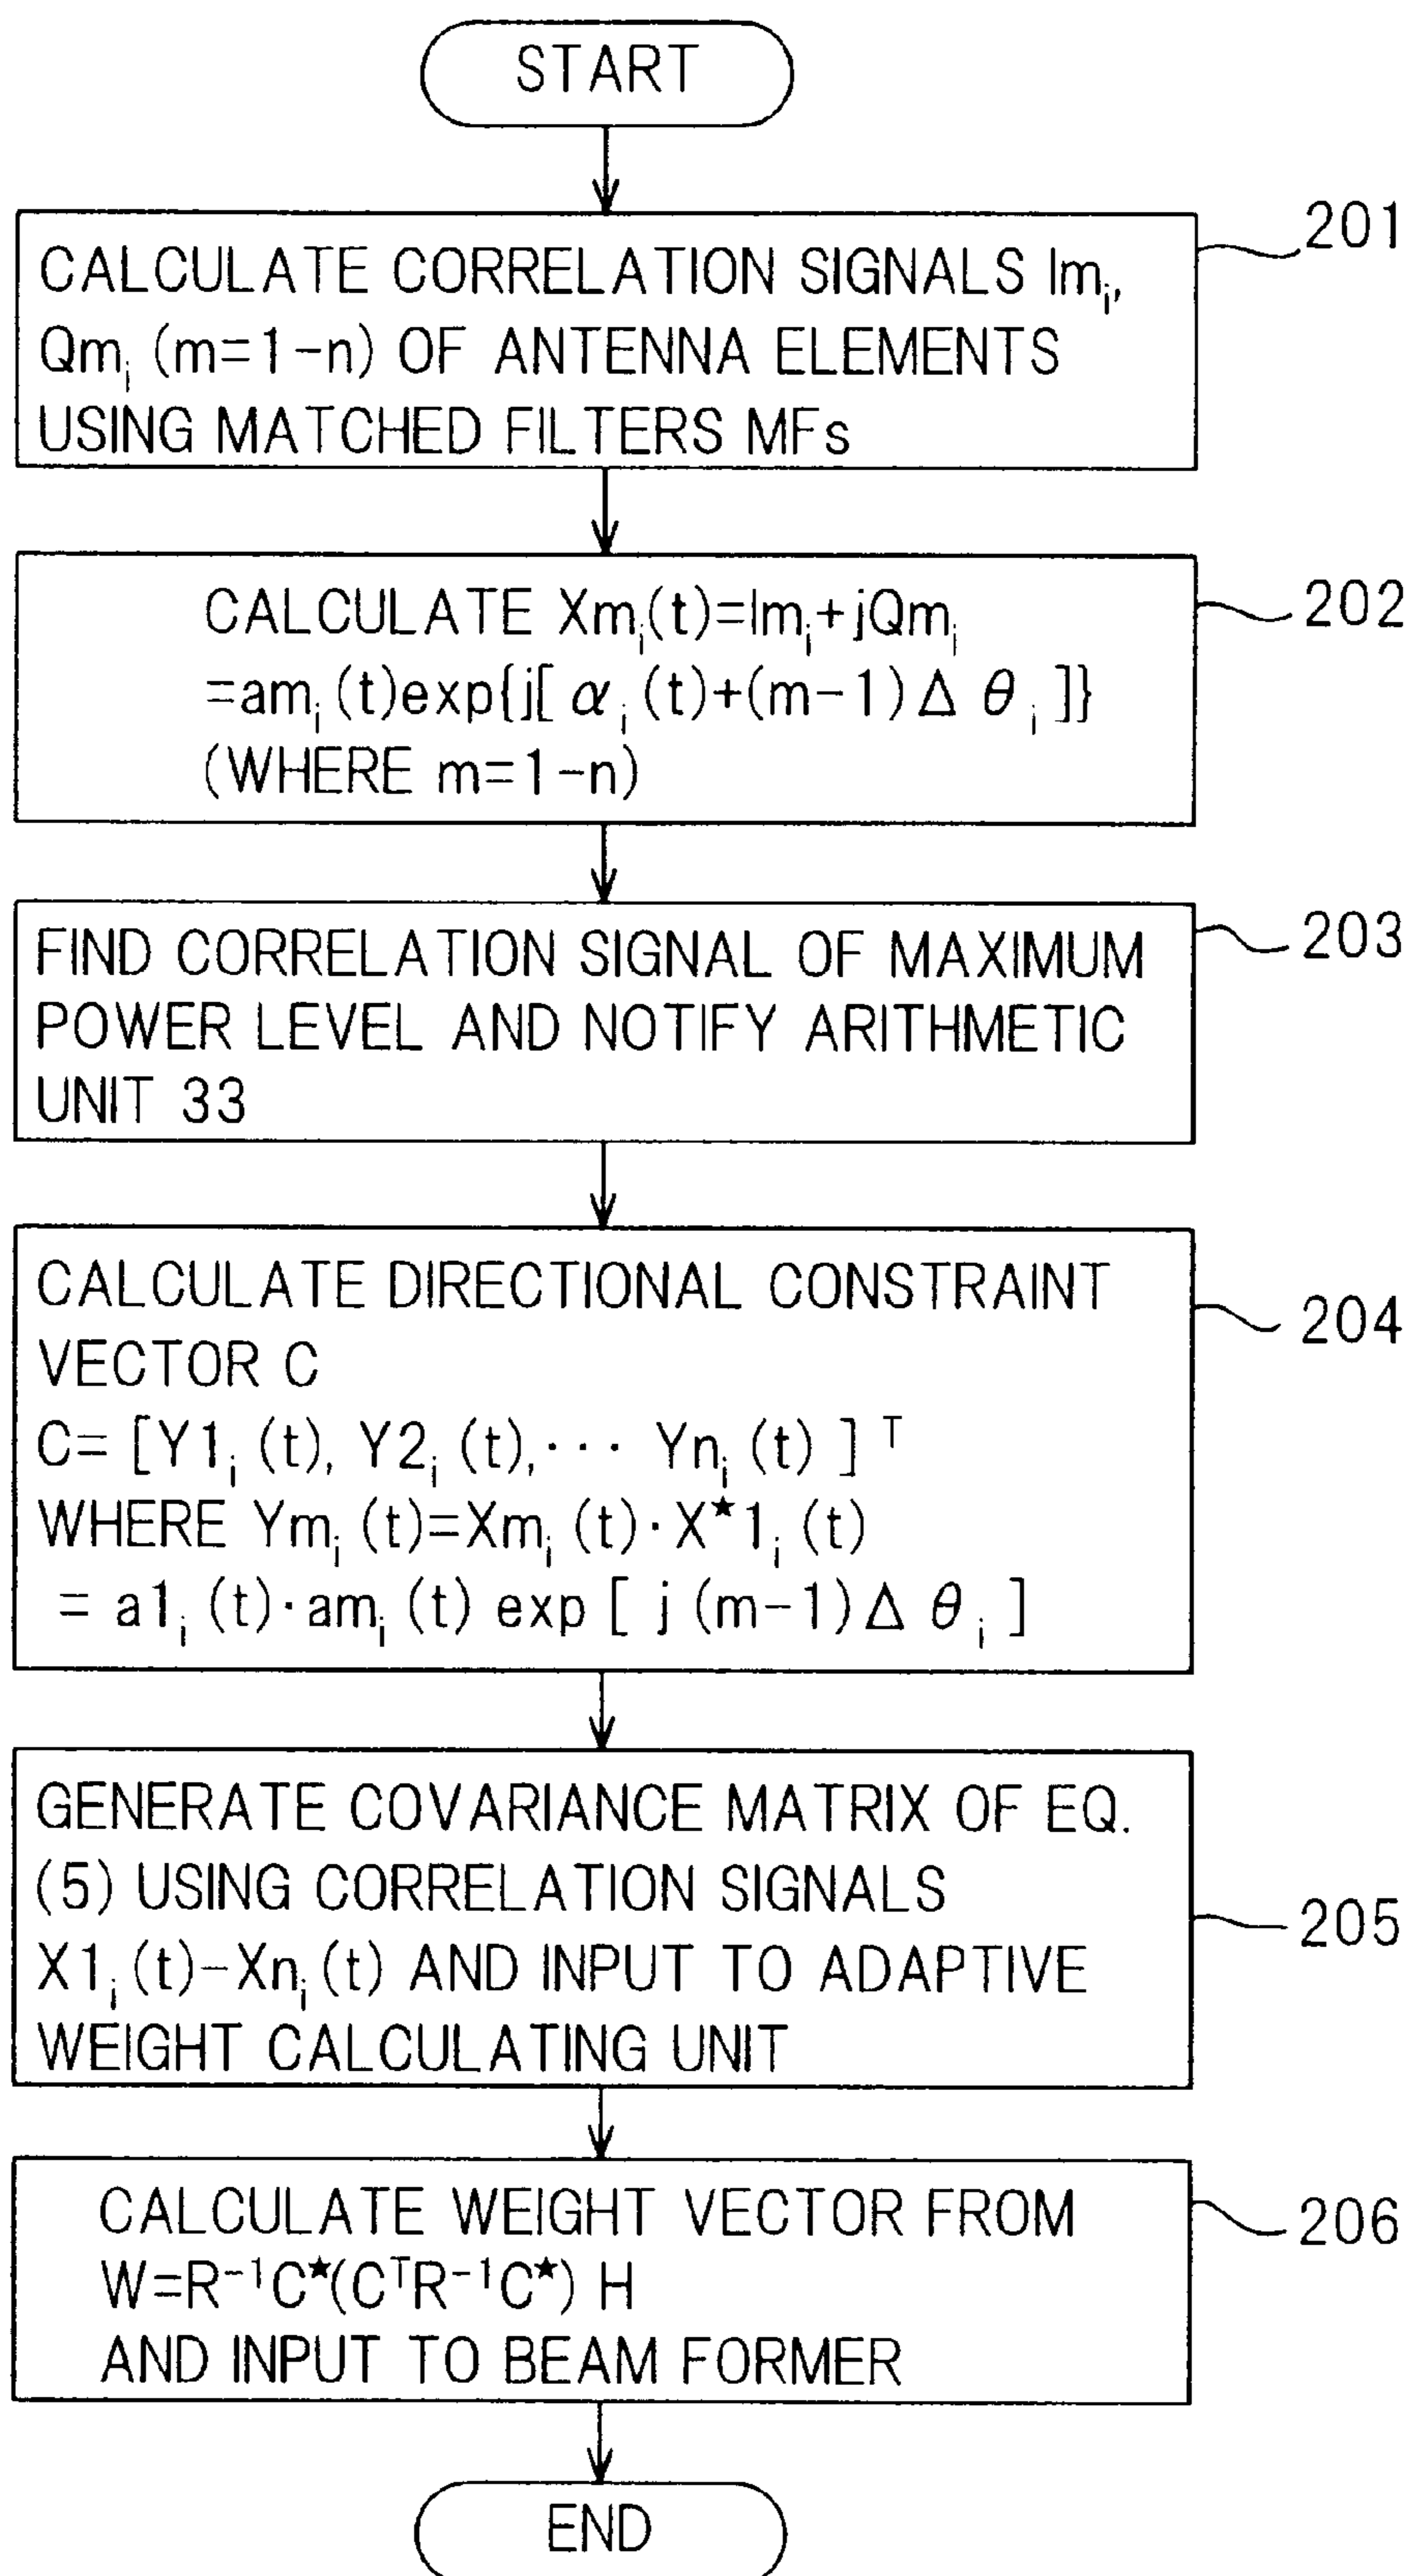 START
201
CALCULATE CORRELATION SIGNALS Imᵢ,
Qmᵢ (m=1-n) OF ANTENNA ELEMENTS
USING MATCHED FILTERS MFs
202
CALCULATE Xmᵢ(t)=Imᵢ+jQmᵢ
=amᵢ(t)exp{j[αᵢ(t)+(m-1)Δθᵢ]}
(WHERE m=1-n)
203
FIND CORRELATION SIGNAL OF MAXIMUM
POWER LEVEL AND NOTIFY ARITHMETIC
UNIT 33
204
CALCULATE DIRECTIONAL CONSTRAINT
VECTOR C
C=[Y1ᵢ(t), Y2ᵢ(t),··· Ynᵢ(t)]ᵀ
WHERE Ymᵢ(t)=Xmᵢ(t)·X★1ᵢ(t)
= a1ᵢ(t)·amᵢ(t) exp[j(m-1)Δθᵢ]
205
GENERATE COVARIANCE MATRIX OF EQ.
(5) USING CORRELATION SIGNALS
X1ᵢ(t)-Xnᵢ(t) AND INPUT TO ADAPTIVE
WEIGHT CALCULATING UNIT
206
CALCULATE WEIGHT VECTOR FROM
W=R⁻¹C★(CᵀR⁻¹C★) H
AND INPUT TO BEAM FORMER
END